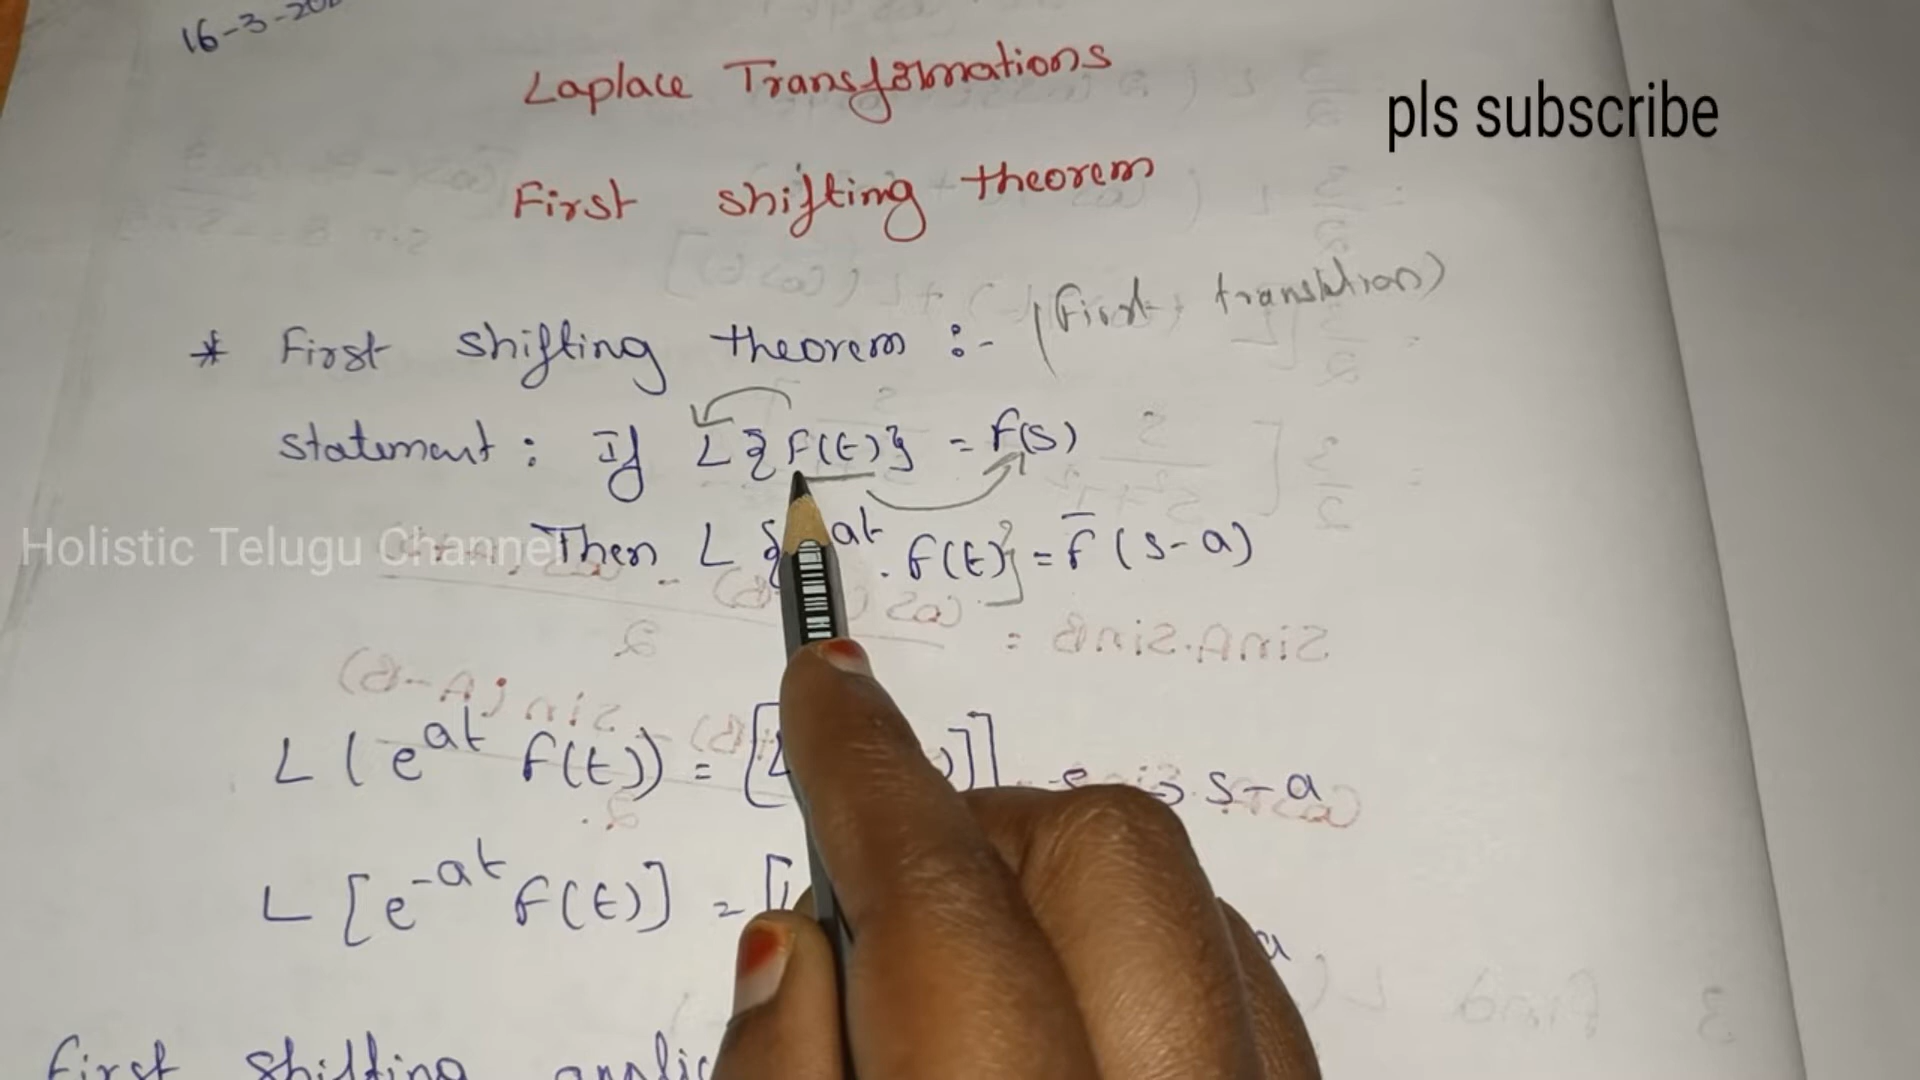 16-3-20
Laplace Transformations
pls subscribe
First shifting theorem
* First shifting theorem :- (First translation)
statement : If L{f(t)} = f(s)
Holistic Telugu Channel
Then L { at . f(t)} = f̄ (s-a)
L (e^at f(t)) = [L )]] s-a
L [e^-at f(t)] = [L a
First shifting applic